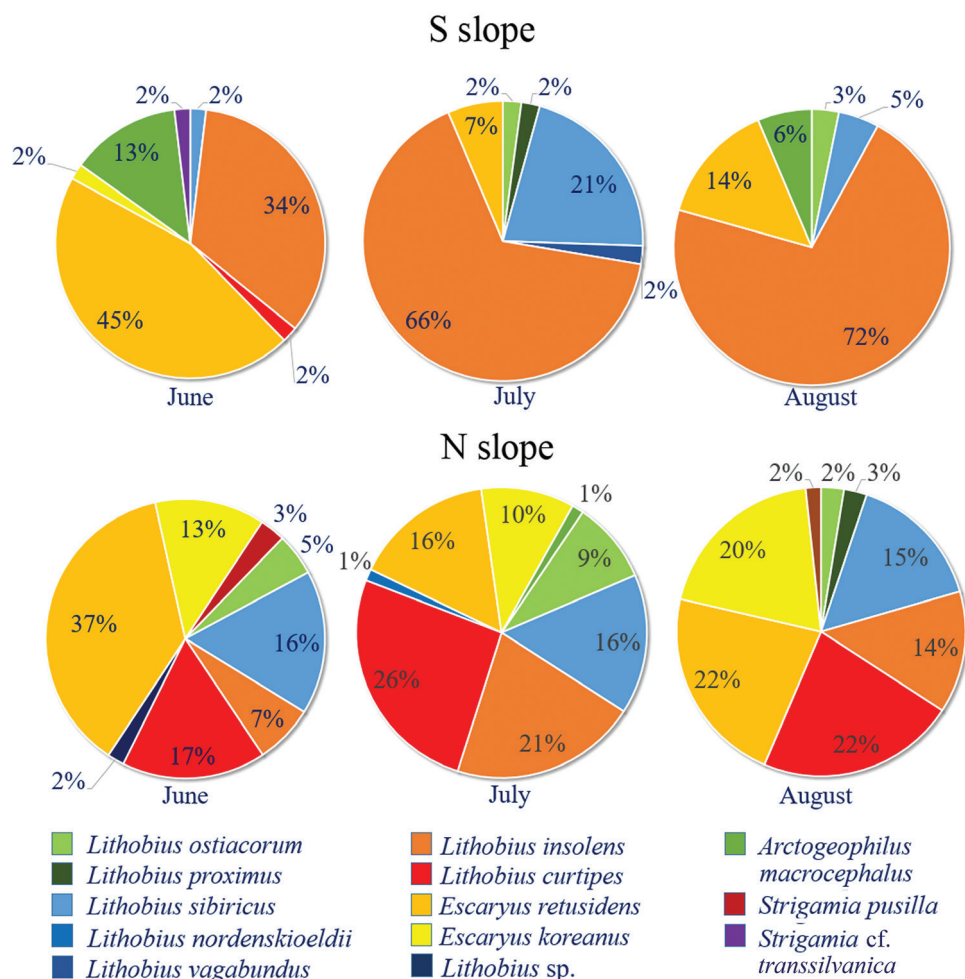 S slope
2% 2%
2% 13% 34%
45% 2%
June
2% 2%
7% 21%
66% 2%
July
3% 5%
6%
14%
72%
August
N slope
13% 3% 5%
37% 16%
7%
2% 17%
June
10% 1%
16% 9%
1% 16%
26%
21%
July
2% 2% 3%
20% 15%
14%
22% 22%
August
Lithobius ostiacorum
Lithobius proximus
Lithobius sibiricus
Lithobius nordenskioeldii
Lithobius vagabundus
Lithobius insolens
Lithobius curtipes
Escaryus retusidens
Escaryus koreanus
Lithobius sp.
Arctogeophilus
macrocephalus
Strigamia pusilla
Strigamia cf.
transsilvanica